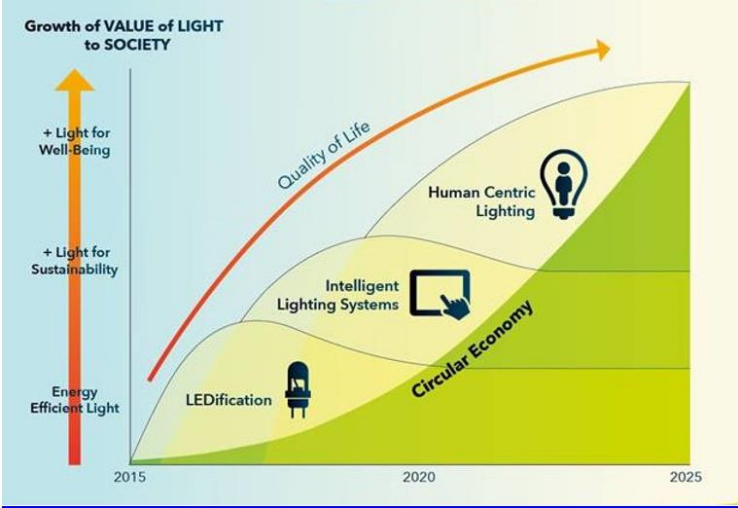 Growth of VALUE of LIGHT
to SOCIETY
+ Light for
Well-Being
+ Light for
Sustainability
Energy
Efficient Light
Quality of Life
Human Centric
Lighting
Intelligent
Lighting Systems
LEDification
Circular Economy
2015
2020
2025